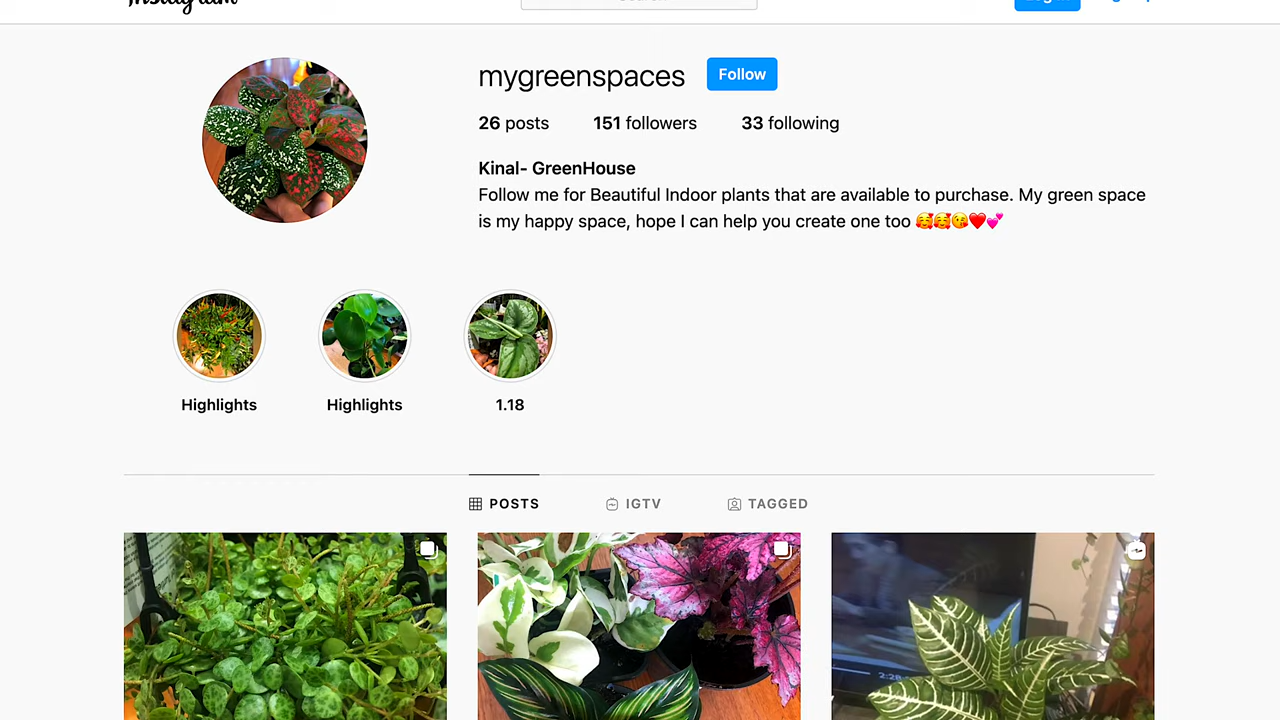 Instagram
mygreenspaces Follow
26 posts 151 followers 33 following
Kinal- GreenHouse
Follow me for Beautiful Indoor plants that are available to purchase. My green space
is my happy space, hope I can help you create one too 🥰🥰😘❤️💕
Highlights Highlights 1.18
POSTS IGTV TAGGED